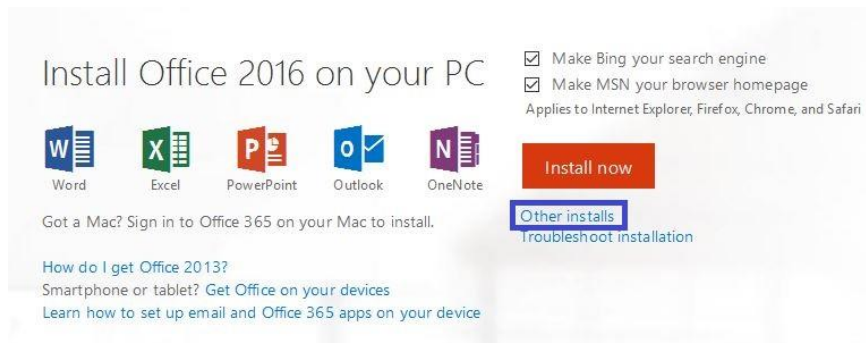 Install Office 2016 on your PC
W
X
P
O
N
Word
Excel
PowerPoint
Outlook
OneNote
Got a Mac? Sign in to Office 365 on your Mac to install.
How do I get Office 2013?
Smartphone or tablet? Get Office on your devices
Learn how to set up email and Office 365 apps on your device
Make Bing your search engine
Make MSN your browser homepage
Applies to Internet Explorer, Firefox, Chrome, and Safari
Install now
Other installs
Troubleshoot installation